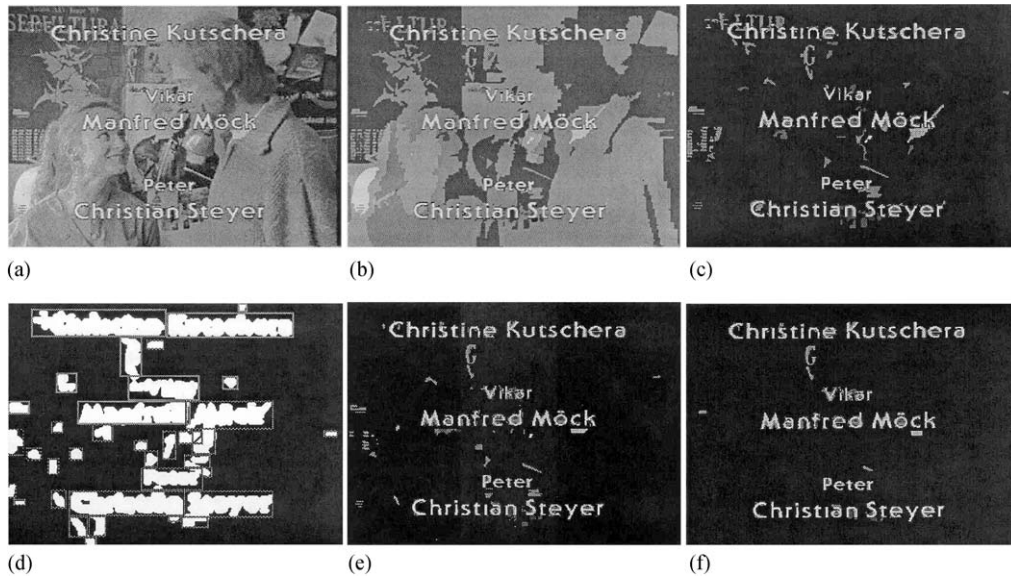 SEPULTURA
Christine Kutschera
G
N
Vikar
Manfred Möck
Peter
Christian Steyer
(a)
Christine Kutschera
G
N
Vikar
Manfred Möck
Peter
Christian Steyer
(b)
Christine Kutschera
G
Vikar
Manfred Möck
Peter
Christian Steyer
(c)
(d)
Christine Kutschera
G
Vikar
Manfred Möck
Peter
Christian Steyer
(e)
Christine Kutschera
G
Vikar
Manfred Möck
Peter
Christian Steyer
(f)